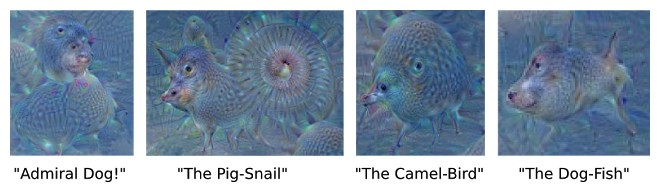 "Admiral Dog!"
"The Pig-Snail"
"The Camel-Bird"
"The Dog-Fish"